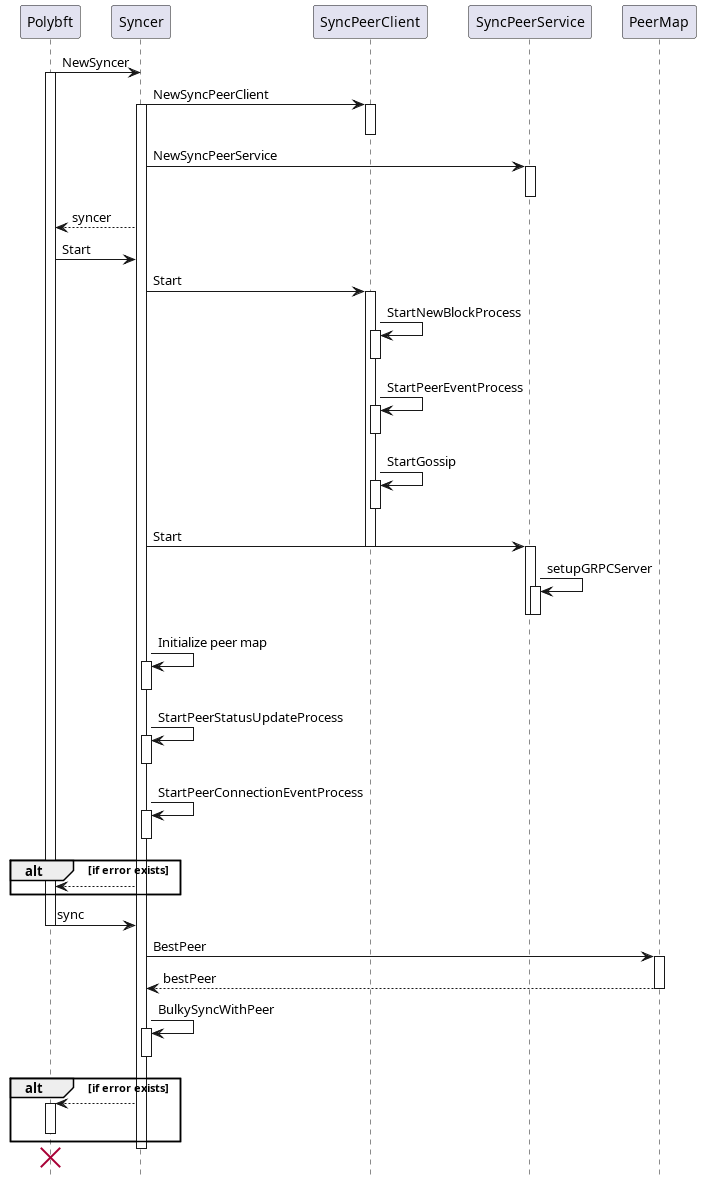 Polybft
Syncer
SyncPeerClient
SyncPeerService
PeerMap
NewSyncer
NewSyncPeerClient
NewSyncPeerService
syncer
Start
Start
StartNewBlockProcess
StartPeerEventProcess
StartGossip
Start
setupGRPCServer
Initialize peer map
StartPeerStatusUpdateProcess
StartPeerConnectionEventProcess
alt [if error exists]
sync
BestPeer
bestPeer
BulkySyncWithPeer
alt [if error exists]